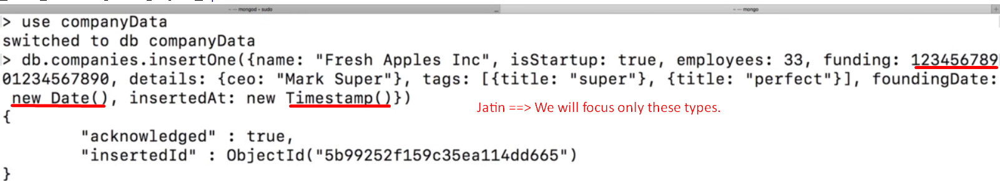 ~ — mongod • sudo
~ — mongo
> use companyData
switched to db companyData
> db.companies.insertOne({name: "Fresh Apples Inc", isStartup: true, employees: 33, funding: 123456789
01234567890, details: {ceo: "Mark Super"}, tags: [{title: "super"}, {title: "perfect"}], foundingDate:
new Date(), insertedAt: new Timestamp()})
Jatin ==> We will focus only these types.
{
"acknowledged" : true,
"insertedId" : ObjectId("5b99252f159c35ea114dd665")
}